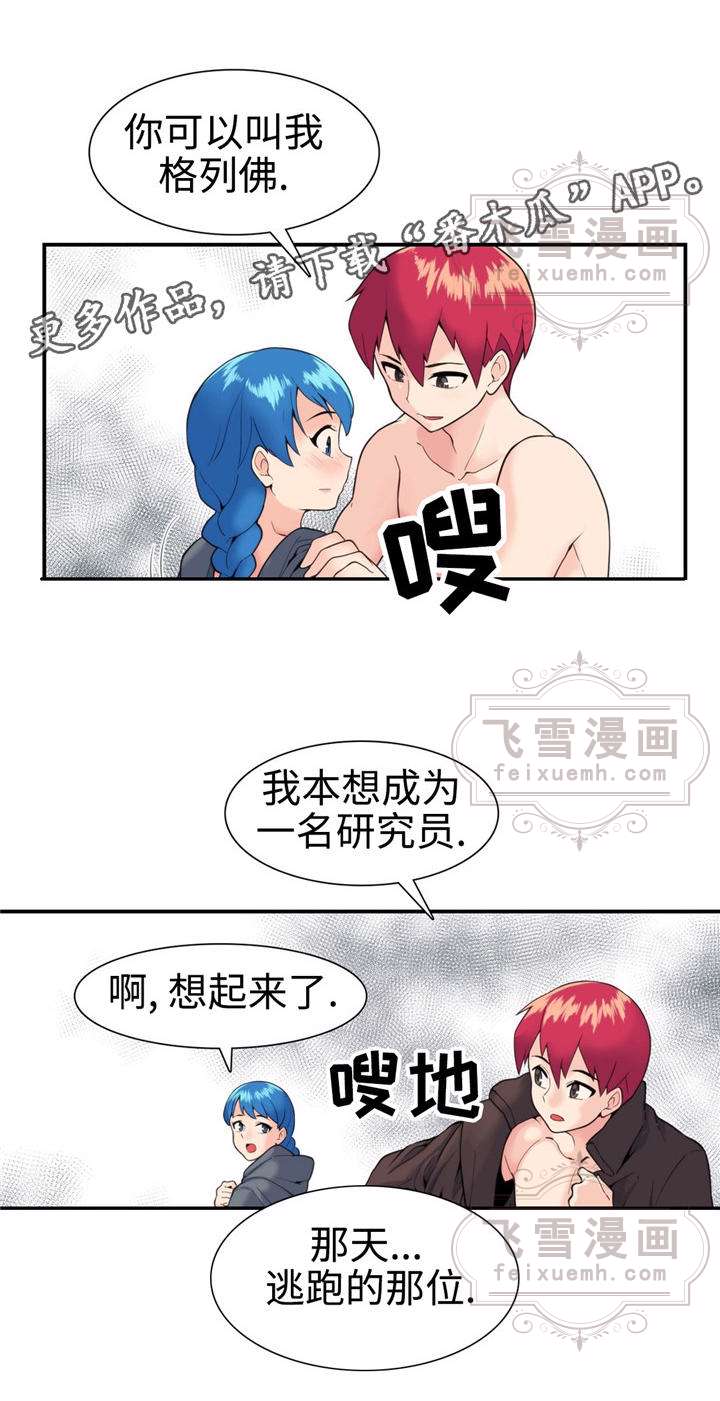 你可以叫我
格列佛.
更多作品，请下载“番木瓜”APP。
飞雪漫画
feixuemh.com
嗖
飞雪漫画
feixuemh.com
我本想成为
一名研究员.
啊, 想起来了.
嗖地
飞雪漫画
feixuemh.com
那天...
逃跑的那位.